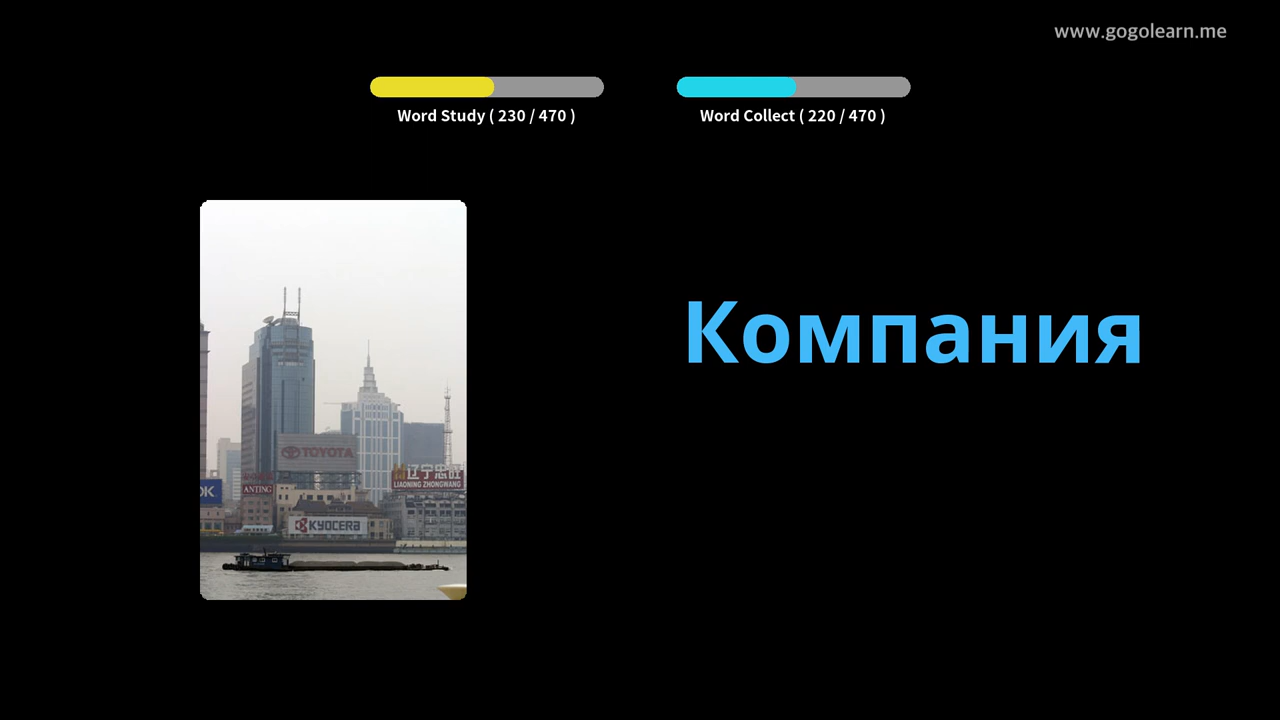 www.gogolearn.me
Word Study ( 230 / 470 )
Word Collect ( 220 / 470 )
Компания
TOYOTA
辽宁忠旺
LIAONING ZHONGWANG
ANTING
KYOCERA